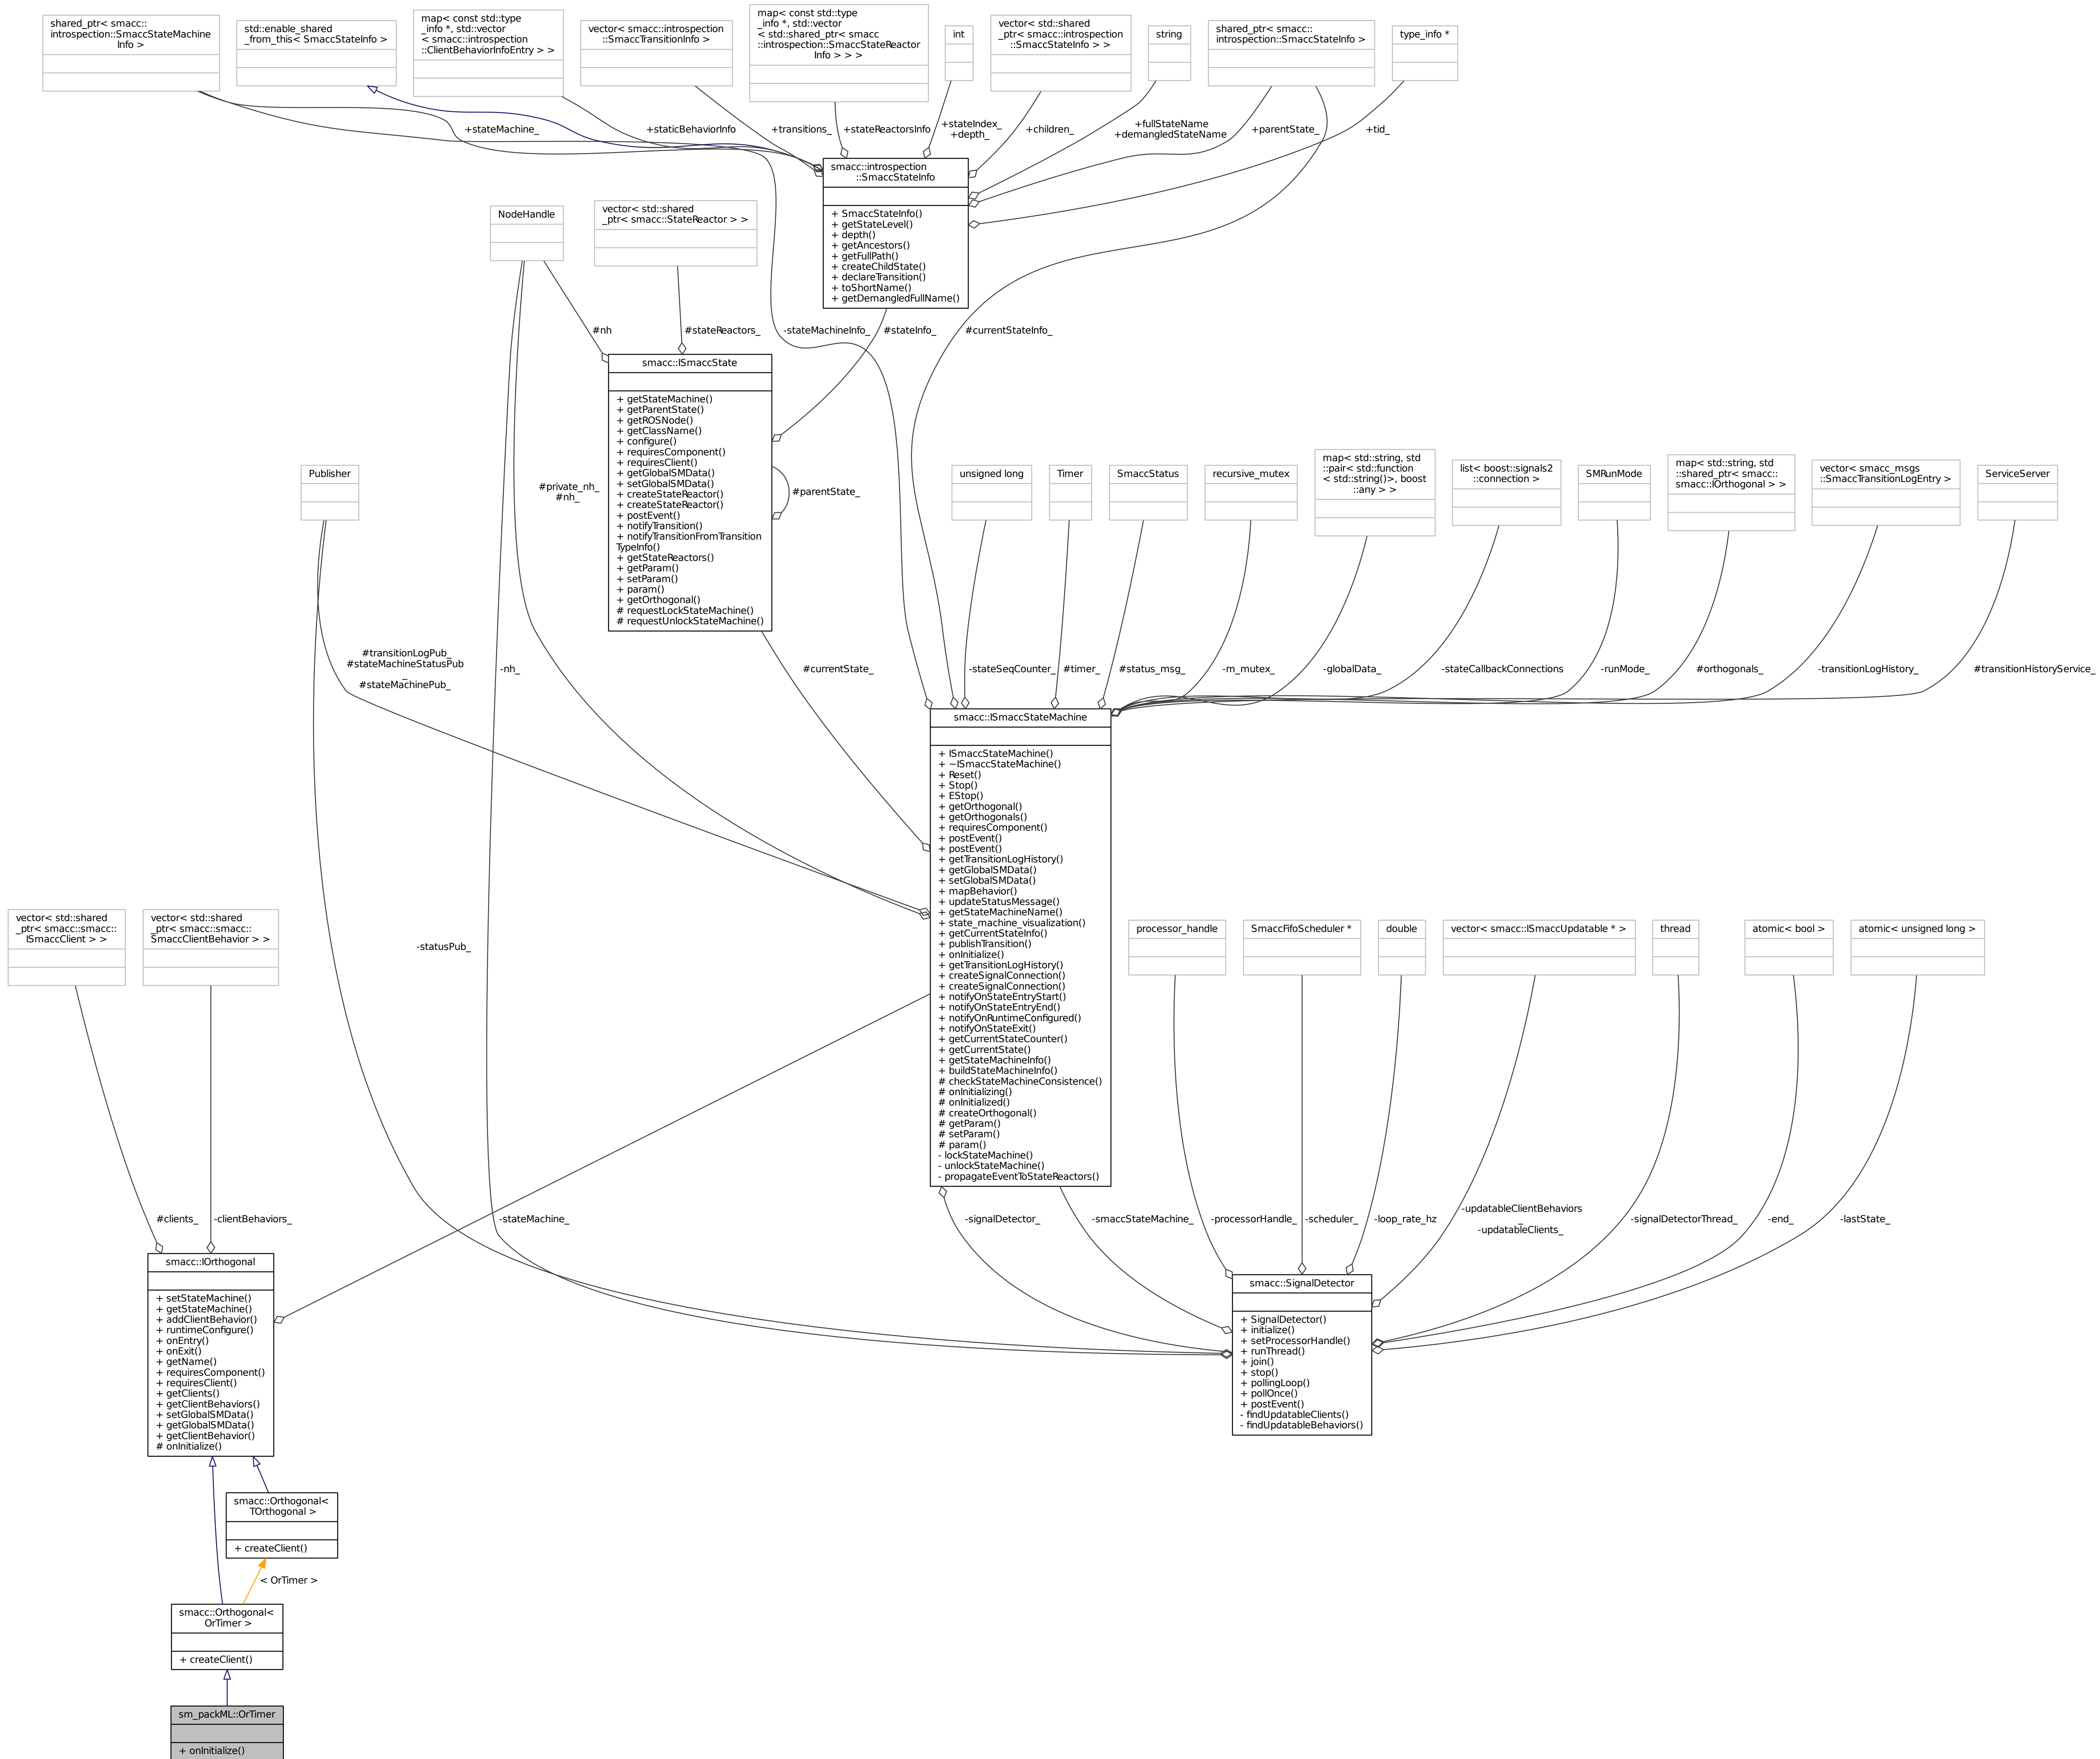 shared_ptr< smacc::
introspection::SmaccStateMachine
Info >
std::enable_shared
_from_this< SmaccStateInfo >
map< const std::type
_info *, std::vector
< smacc::introspection
::ClientBehaviorInfoEntry > >
vector< smacc::introspection
::SmaccTransitionInfo >
map< const std::type
_info *, std::vector
< std::shared_ptr< smacc
::introspection::SmaccStateReactor
Info > > >
int
vector< std::shared
_ptr< smacc::introspection
::SmaccStateInfo > >
string
shared_ptr< smacc::
introspection::SmaccStateInfo >
type_info *
+stateMachine_
+staticBehaviorInfo
+transitions_
+stateReactorsInfo
+stateIndex_
+depth_
+children_
+fullStateName
+demangledStateName
+parentState_
+tid_
smacc::introspection
::SmaccStateInfo
+ SmaccStateInfo()
+ getStateLevel()
+ depth()
+ getAncestors()
+ getFullPath()
+ createChildState()
+ declareTransition()
+ toShortName()
+ getDemangledFullName()
NodeHandle
vector< std::shared
_ptr< smacc::StateReactor > >
#nh
#stateReactors_
-stateMachineInfo_
#stateInfo_
#currentStateInfo_
smacc::ISmaccState
+ getStateMachine()
+ getParentState()
+ getROSNode()
+ getClassName()
+ configure()
+ requiresComponent()
+ requiresClient()
+ getGlobalSMData()
+ setGlobalSMData()
+ createStateReactor()
+ createStateReactor()
+ postEvent()
+ notifyTransition()
+ notifyTransitionFromTransition
TypeInfo()
+ getStateReactors()
+ getParam()
+ setParam()
+ param()
+ getOrthogonal()
# requestLockStateMachine()
# requestUnlockStateMachine()
#parentState_
Publisher
#private_nh_
#nh_
unsigned long
Timer
SmaccStatus
recursive_mutex
map< std::string, std
::pair< std::function
< std::string()>, boost
::any > >
list< boost::signals2
::connection >
SMRunMode
map< std::string, std
::shared_ptr< smacc::
smacc::IOrthogonal > >
vector< smacc_msgs
::SmaccTransitionLogEntry >
ServiceServer
#transitionLogPub_
#stateMachineStatusPub
_
#stateMachinePub_
-nh_
#currentState_
-stateSeqCounter_
#timer_
#status_msg_
-m_mutex_
-globalData_
-stateCallbackConnections
-runMode_
#orthogonals_
-transitionLogHistory_
#transitionHistoryService_
smacc::ISmaccStateMachine
+ ISmaccStateMachine()
+ ~ISmaccStateMachine()
+ Reset()
+ Stop()
+ EStop()
+ getOrthogonal()
+ getOrthogonals()
+ requiresComponent()
+ postEvent()
+ postEvent()
+ getTransitionLogHistory()
+ getGlobalSMData()
+ setGlobalSMData()
+ mapBehavior()
+ updateStatusMessage()
+ getStateMachineName()
+ state_machine_visualization()
+ getCurrentStateInfo()
+ publishTransition()
+ onInitialize()
+ getTransitionLogHistory()
+ createSignalConnection()
+ createSignalConnection()
+ notifyOnStateEntryStart()
+ notifyOnStateEntryEnd()
+ notifyOnRuntimeConfigured()
+ notifyOnStateExit()
+ getCurrentStateCounter()
+ getCurrentState()
+ getStateMachineInfo()
+ buildStateMachineInfo()
# checkStateMachineConsistence()
# onInitializing()
# onInitialized()
# createOrthogonal()
# getParam()
# setParam()
# param()
- lockStateMachine()
- unlockStateMachine()
- propagateEventToStateReactors()
vector< std::shared
_ptr< smacc::smacc::
ISmaccClient > >
vector< std::shared
_ptr< smacc::smacc::
SmaccClientBehavior > >
-statusPub_
processor_handle
SmaccFifoScheduler *
double
vector< smacc::ISmaccUpdatable * >
thread
atomic< bool >
atomic< unsigned long >
#clients_
-clientBehaviors_
-stateMachine_
-signalDetector_
-smaccStateMachine_
-processorHandle_
-scheduler_
-loop_rate_hz
-updatableClientBehaviors
_
-updatableClients_
-signalDetectorThread_
-end_
-lastState_
smacc::IOrthogonal
+ setStateMachine()
+ getStateMachine()
+ addClientBehavior()
+ runtimeConfigure()
+ onEntry()
+ onExit()
+ getName()
+ requiresComponent()
+ requiresClient()
+ getClients()
+ getClientBehaviors()
+ setGlobalSMData()
+ getGlobalSMData()
+ getClientBehavior()
# onInitialize()
smacc::SignalDetector
+ SignalDetector()
+ initialize()
+ setProcessorHandle()
+ runThread()
+ join()
+ stop()
+ pollingLoop()
+ pollOnce()
+ postEvent()
- findUpdatableClients()
- findUpdatableBehaviors()
smacc::Orthogonal<
TOrthogonal >
+ createClient()
< OrTimer >
smacc::Orthogonal<
OrTimer >
+ createClient()
sm_packML::OrTimer
+ onInitialize()